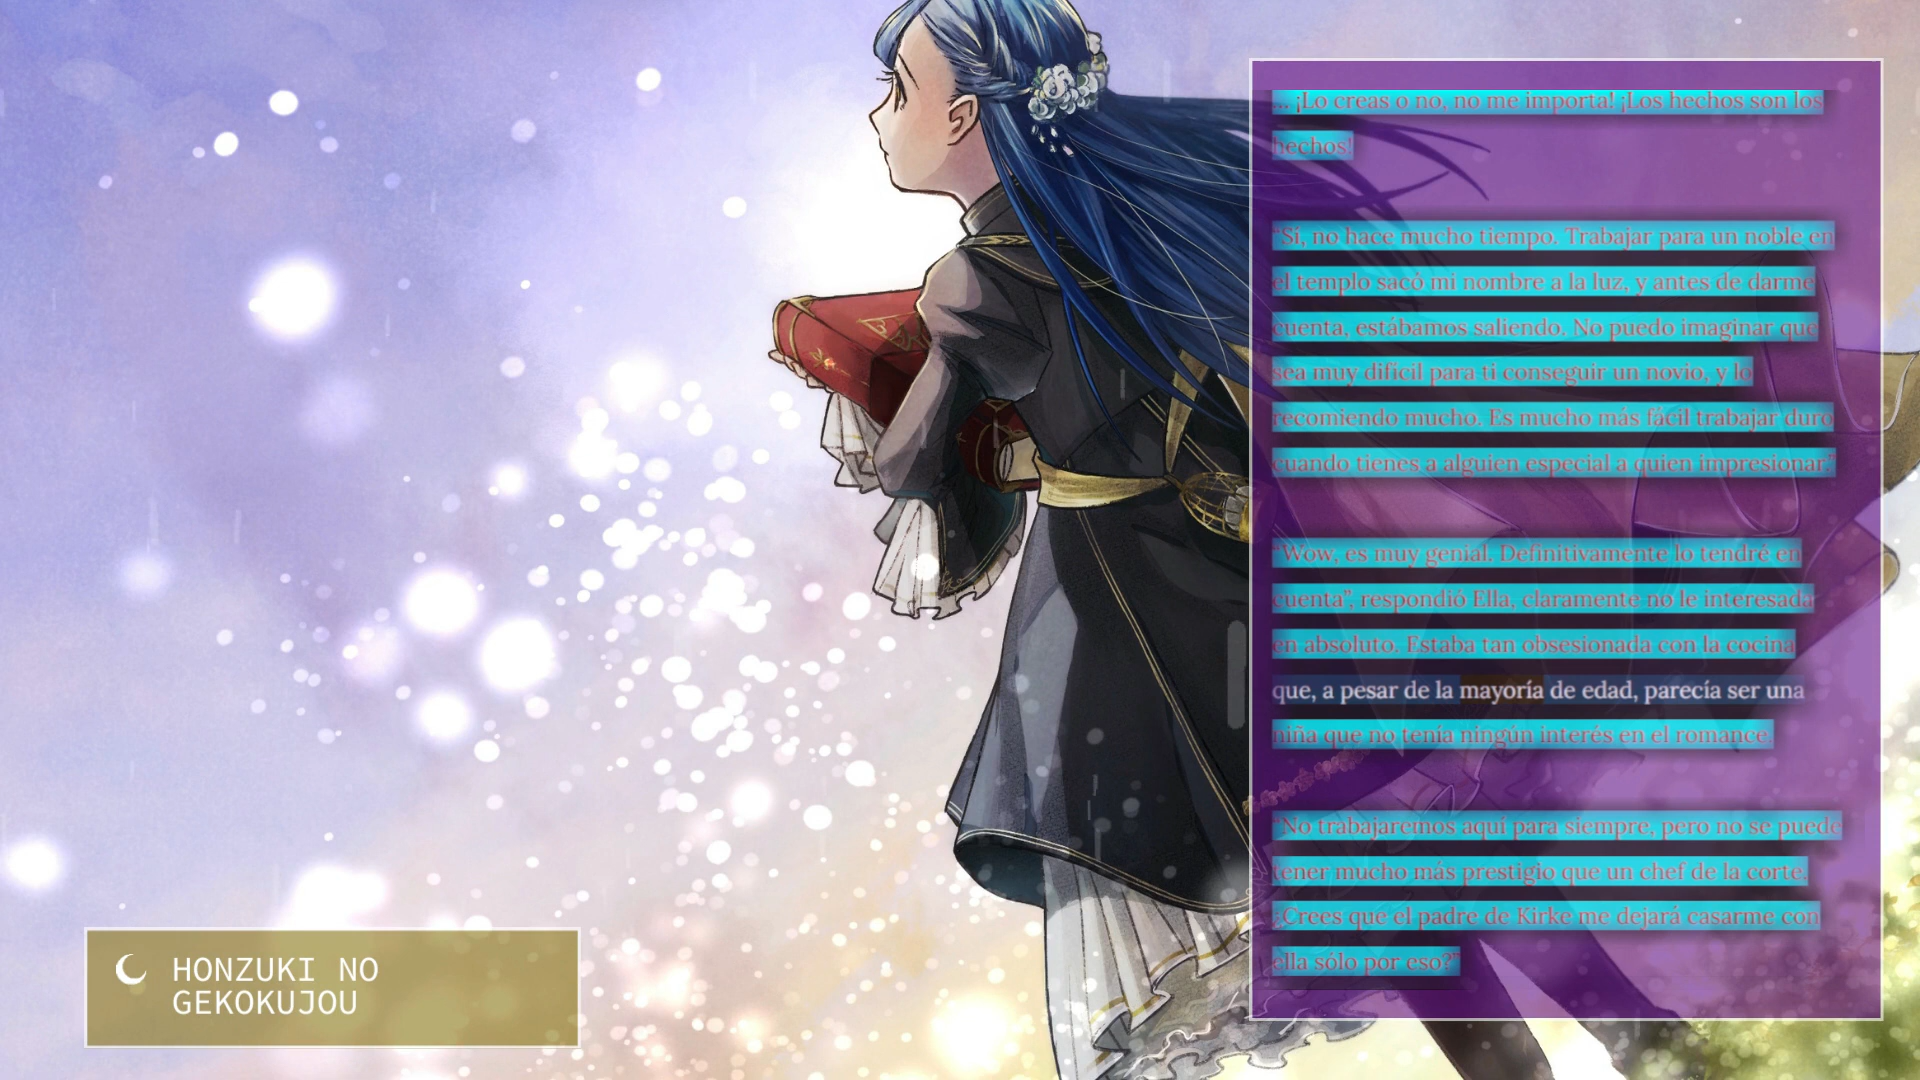 ... ¡Lo creas o no, no me importa! ¡Los hechos son los
hechos!
“Sí, no hace mucho tiempo. Trabajar para un noble en
el templo sacó mi nombre a la luz, y antes de darme
cuenta, estábamos saliendo. No puedo imaginar que
sea muy difícil para ti conseguir un novio, y lo
recomiendo mucho. Es mucho más fácil trabajar duro
cuando tienes a alguien especial a quien impresionar.”
“Wow, es muy genial. Definitivamente lo tendré en
cuenta”, respondió Ella, claramente no le interesada
en absoluto. Estaba tan obsesionada con la cocina
que, a pesar de la mayoría de edad, parecía ser una
niña que no tenía ningún interés en el romance.
“No trabajaremos aquí para siempre, pero no se puede
tener mucho más prestigio que un chef de la corte.
¿Crees que el padre de Kirke me dejará casarme con
ella sólo por eso?”
HONZUKI NO
GEKOKUJOU